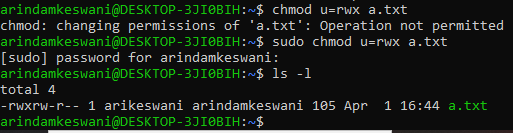 arindamkeswani@DESKTOP-3JI0BIH:~$ chmod u=rwx a.txt
chmod: changing permissions of 'a.txt': Operation not permitted
arindamkeswani@DESKTOP-3JI0BIH:~$ sudo chmod u=rwx a.txt
[sudo] password for arindamkeswani:
arindamkeswani@DESKTOP-3JI0BIH:~$ ls -l
total 4
-rwxrw-r-- 1 arikeswani arindamkeswani 105 Apr  1 16:44 a.txt
arindamkeswani@DESKTOP-3JI0BIH:~$